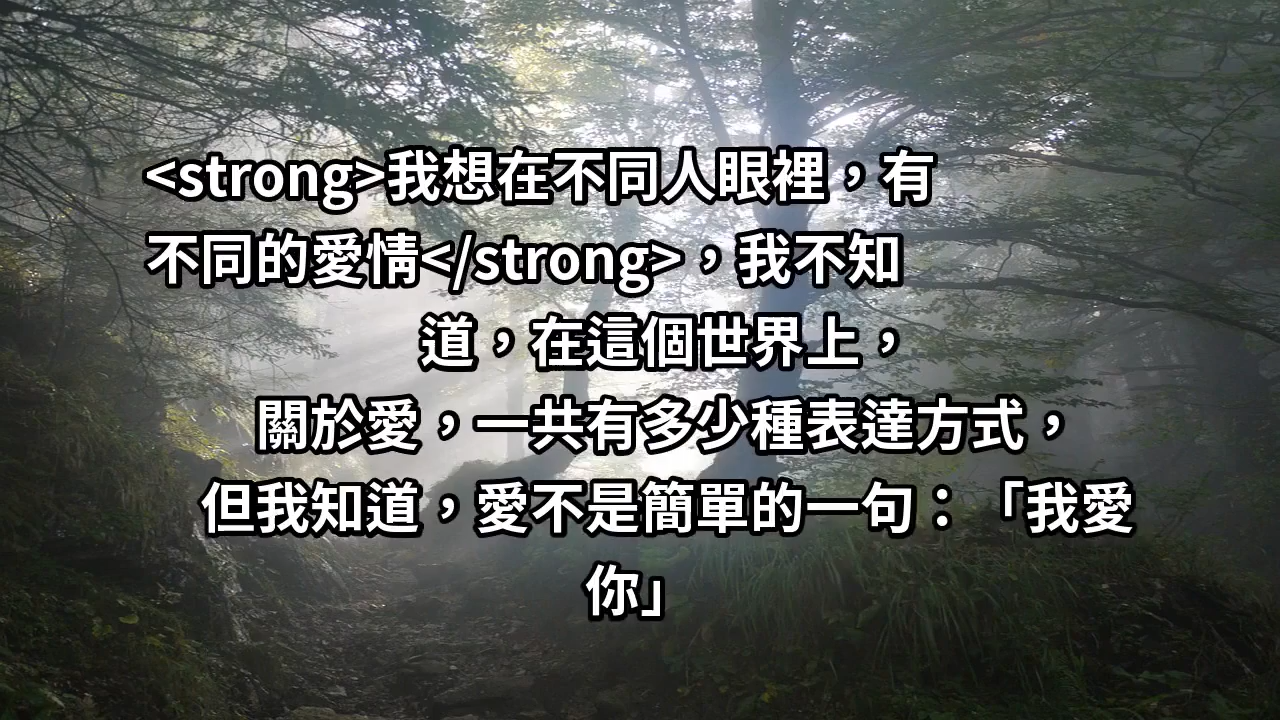 <strong>我想在不同人眼裡，有
不同的愛情</strong>，我不知
道，在這個世界上，
關於愛，一共有多少種表達方式，
但我知道，愛不是簡單的一句：「我愛
你」